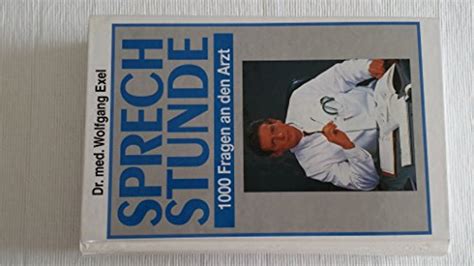 Dr. med. Wolfgang Exel
SPRECH
STUNDE
1000 Fragen an den Arzt